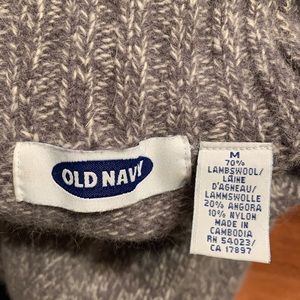 OLD NAVY
M
70%
LAMBSWOOL/
LAINE
D'AGNEAU/
LAMMSWOLLE
20% ANGORA
10% NYLON
MADE IN
CAMBODIA
RN 54023/
CA 17897